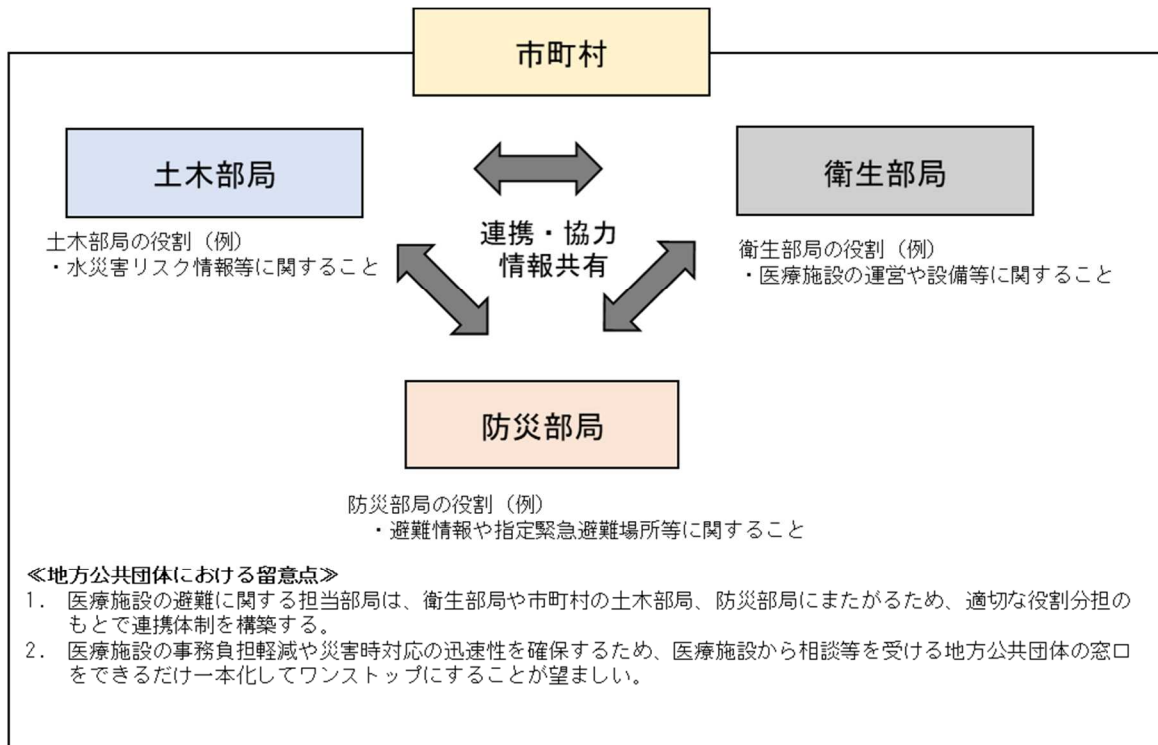 市町村
土木部局
衛生部局
連携・協力
情報共有
土木部局の役割（例）
・水災害リスク情報等に関すること
衛生部局の役割（例）
・医療施設の運営や設備等に関すること
防災部局
防災部局の役割（例）
・避難情報や指定緊急避難場所等に関すること
≪地方公共団体における留意点≫
1. 医療施設の避難に関する担当部局は、衛生部局や市町村の土木部局、防災部局にまたがるため、適切な役割分担の
もとで連携体制を構築する。
2. 医療施設の事務負担軽減や災害時対応の迅速性を確保するため、医療施設から相談等を受ける地方公共団体の窓口
をできるだけ一本化してワンストップにすることが望ましい。